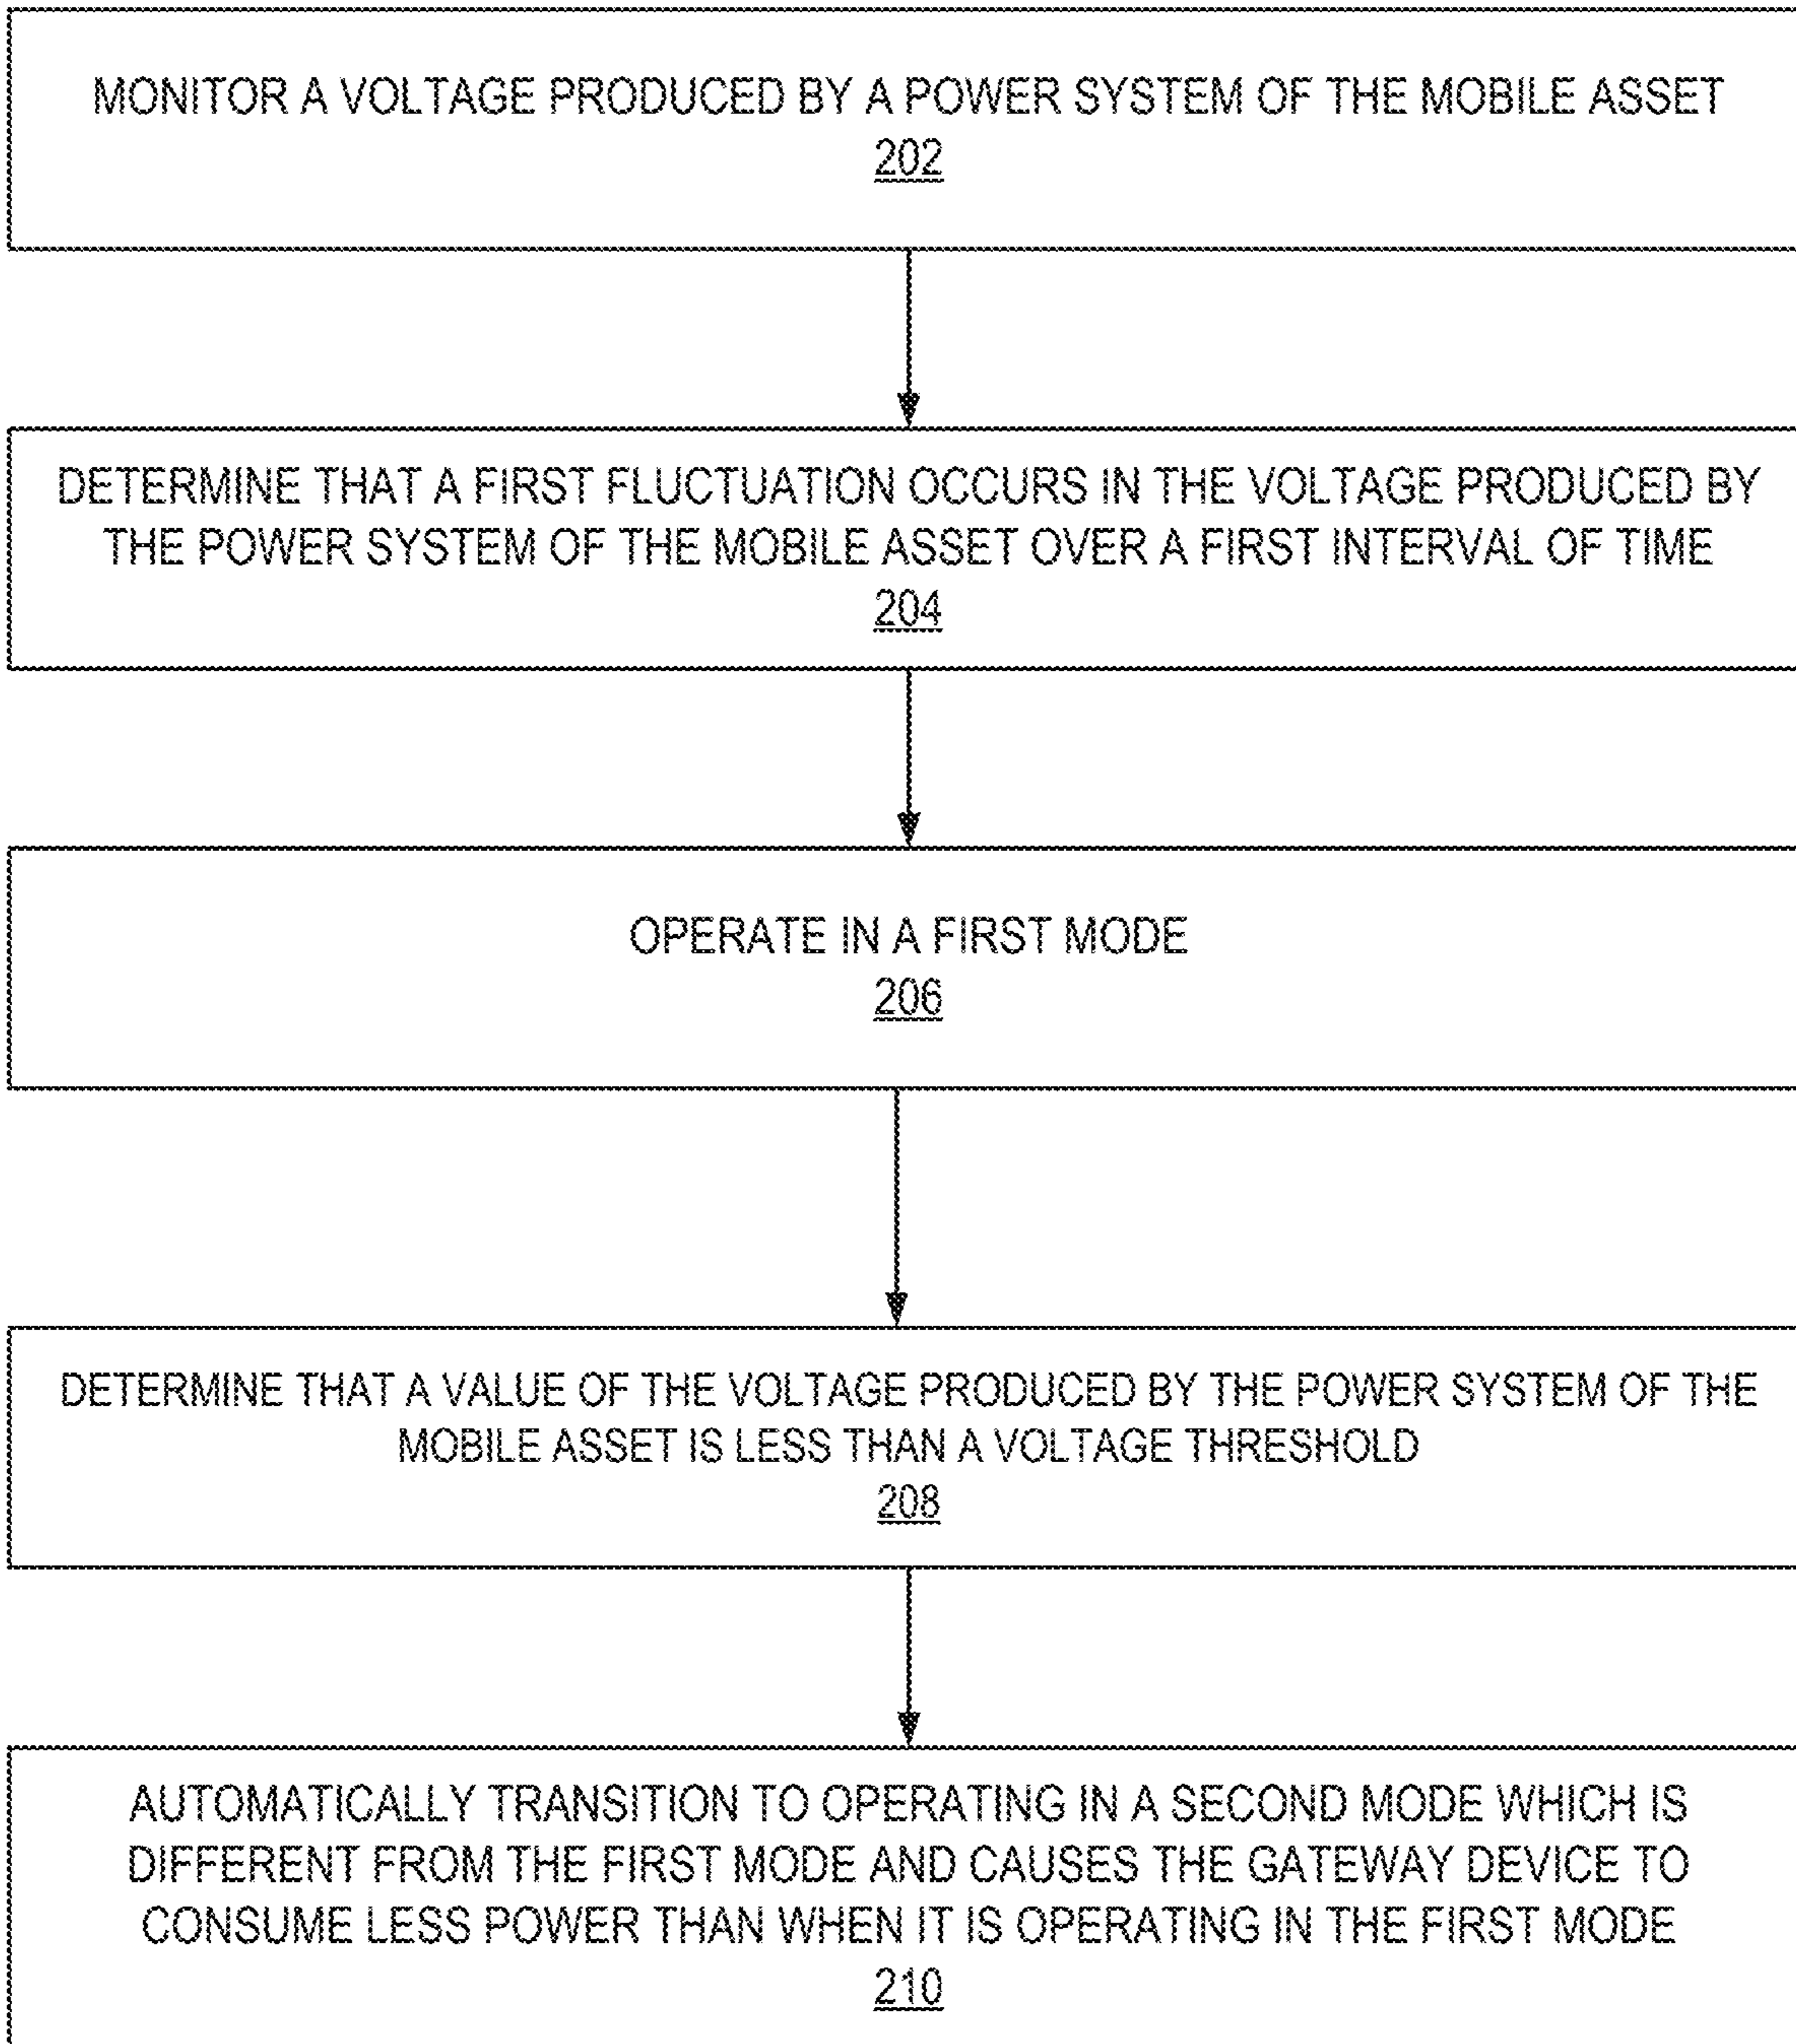 MONITOR A VOLTAGE PRODUCED BY A POWER SYSTEM OF THE MOBILE ASSET
202
DETERMINE THAT A FIRST FLUCTUATION OCCURS IN THE VOLTAGE PRODUCED BY
THE POWER SYSTEM OF THE MOBILE ASSET OVER A FIRST INTERVAL OF TIME
204
OPERATE IN A FIRST MODE
206
DETERMINE THAT A VALUE OF THE VOLTAGE PRODUCED BY THE POWER SYSTEM OF THE
MOBILE ASSET IS LESS THAN A VOLTAGE THRESHOLD
208
AUTOMATICALLY TRANSITION TO OPERATING IN A SECOND MODE WHICH IS
DIFFERENT FROM THE FIRST MODE AND CAUSES THE GATEWAY DEVICE TO
CONSUME LESS POWER THAN WHEN IT IS OPERATING IN THE FIRST MODE
210